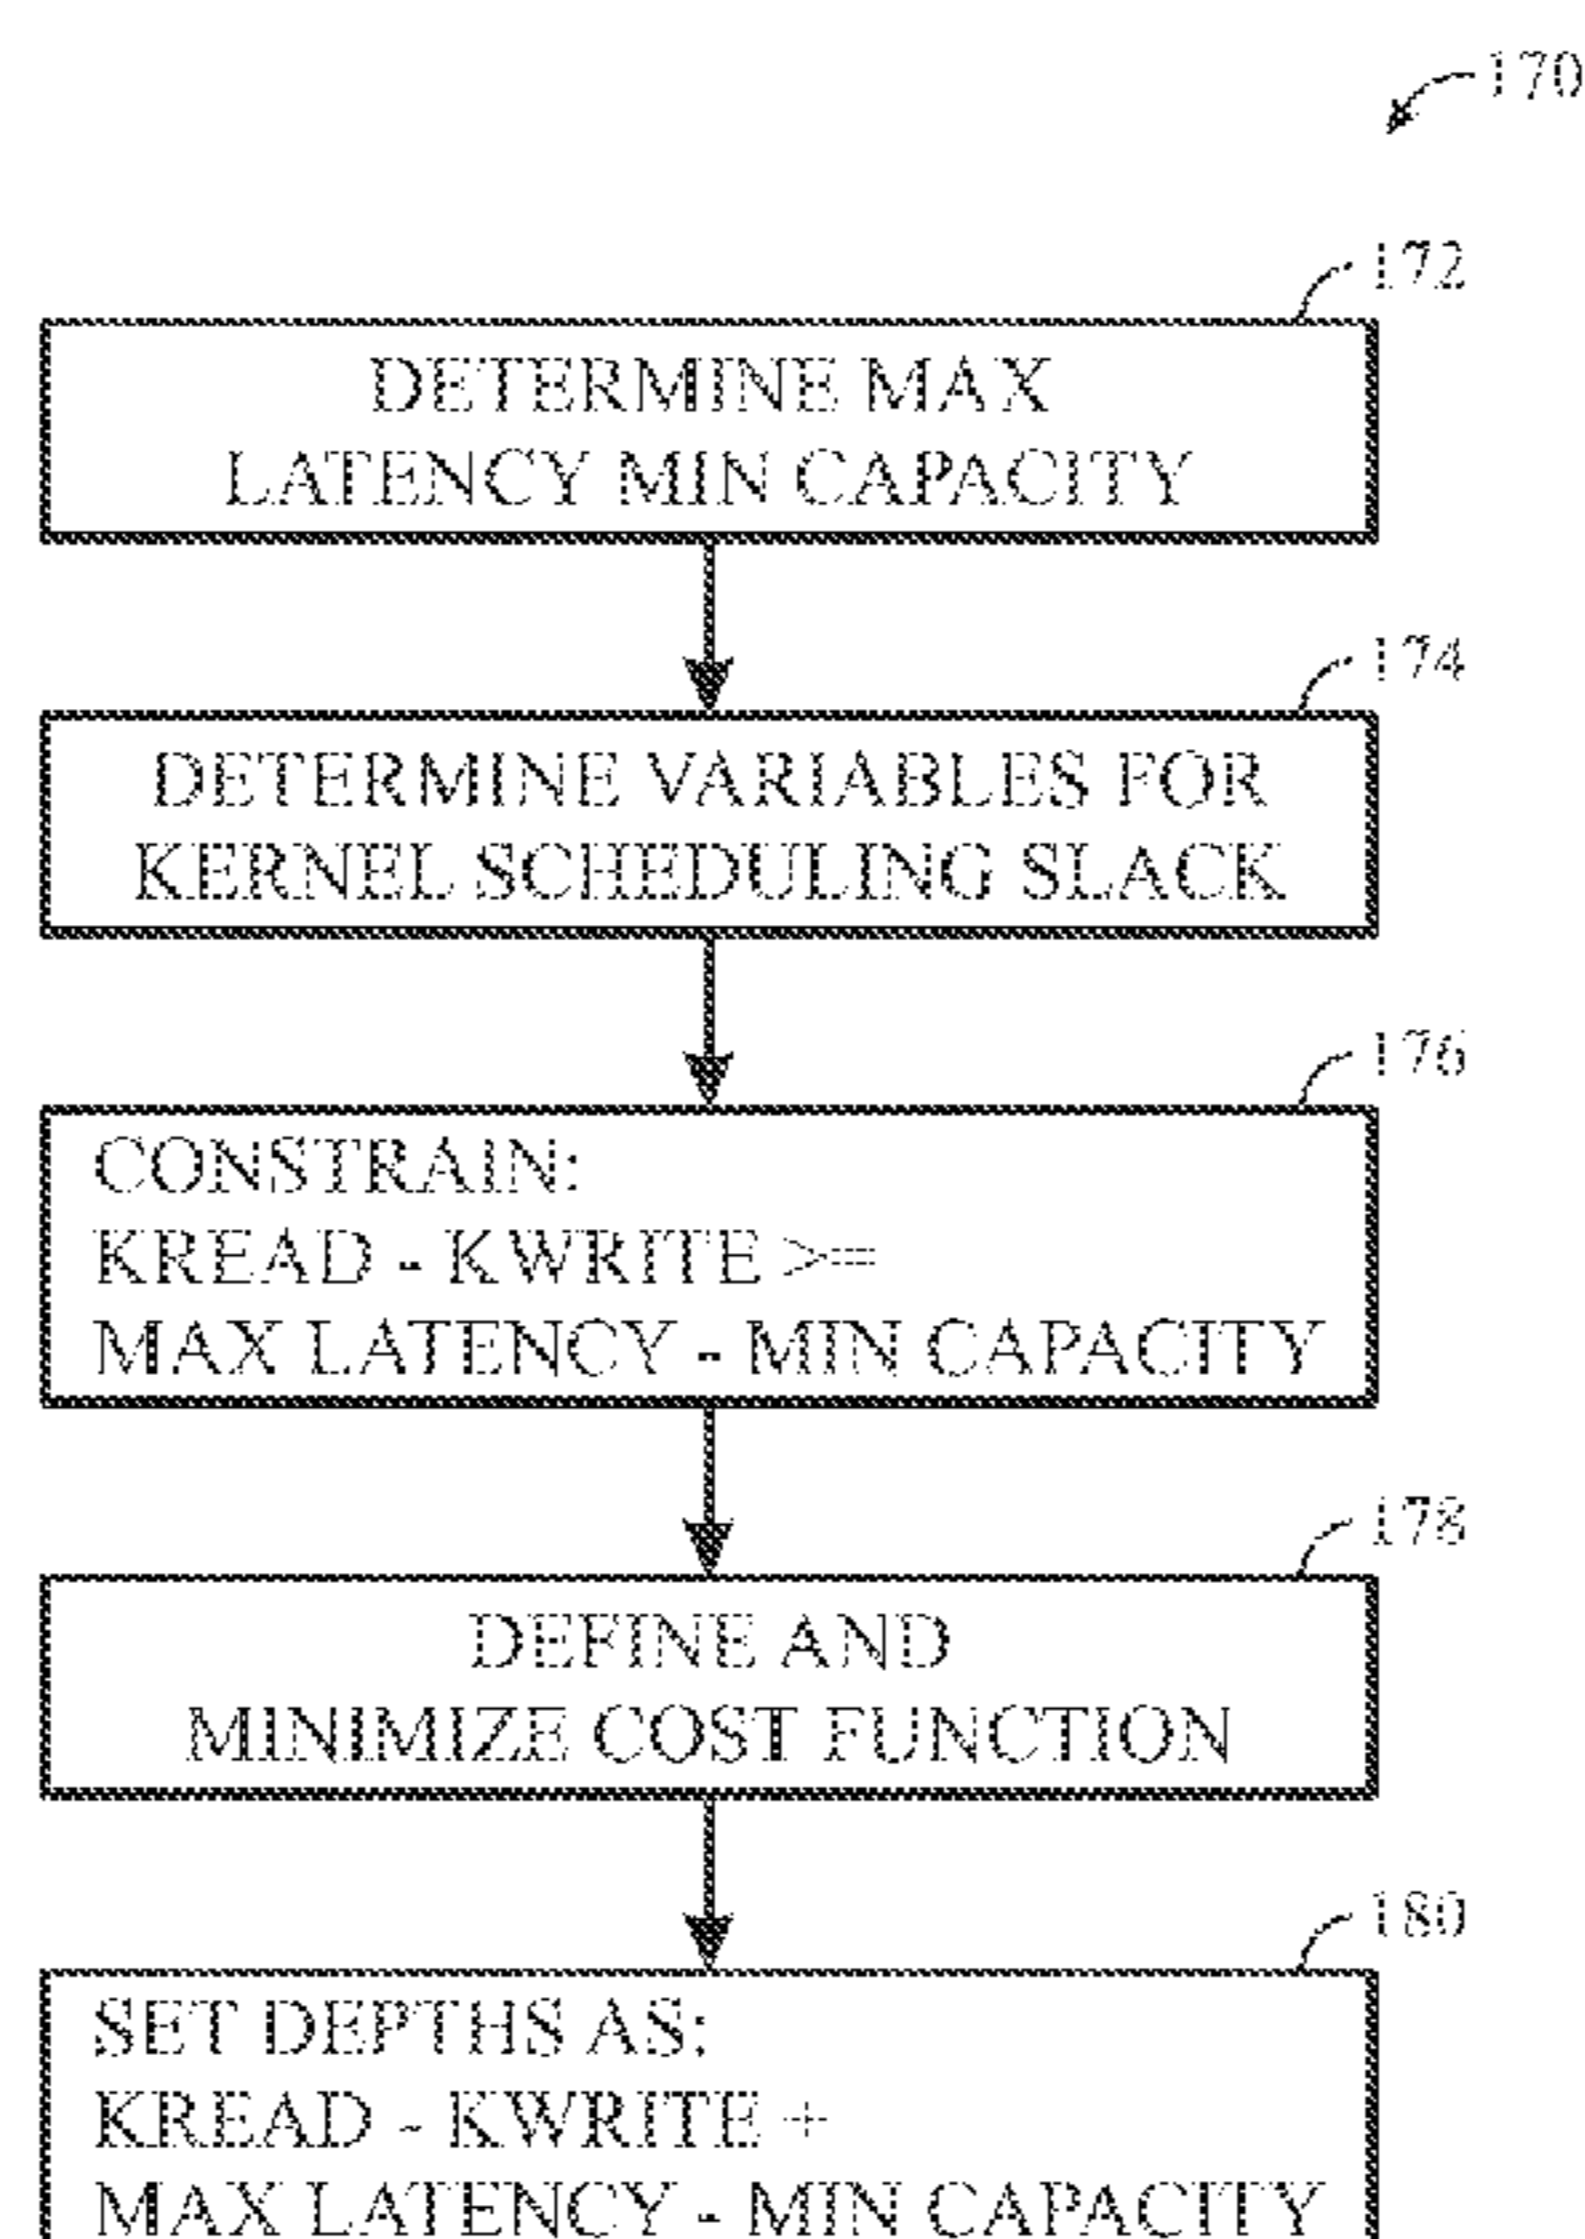 170
172
DETERMINE MAX
LATENCY MIN CAPACITY
174
DETERMINE VARIABLES FOR
KERNEL SCHEDULING SLACK
176
CONSTRAIN:
KREAD - KWRITE >=
MAX LATENCY - MIN CAPACITY
178
DEFINE AND
MINIMIZE COST FUNCTION
180
SET DEPTHS AS:
KREAD - KWRITE +
MAX LATENCY - MIN CAPACITY